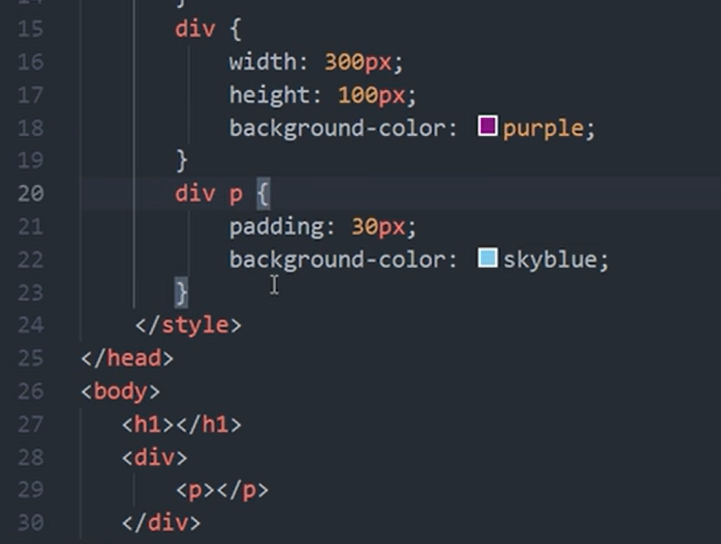 15 div {
16 width: 300px;
17 height: 100px;
18 background-color: purple;
19 }
20 div p {
21 padding: 30px;
22 background-color: skyblue;
23 }
24 </style>
25 </head>
26 <body>
27 <h1></h1>
28 <div>
29 <p></p>
30 </div>